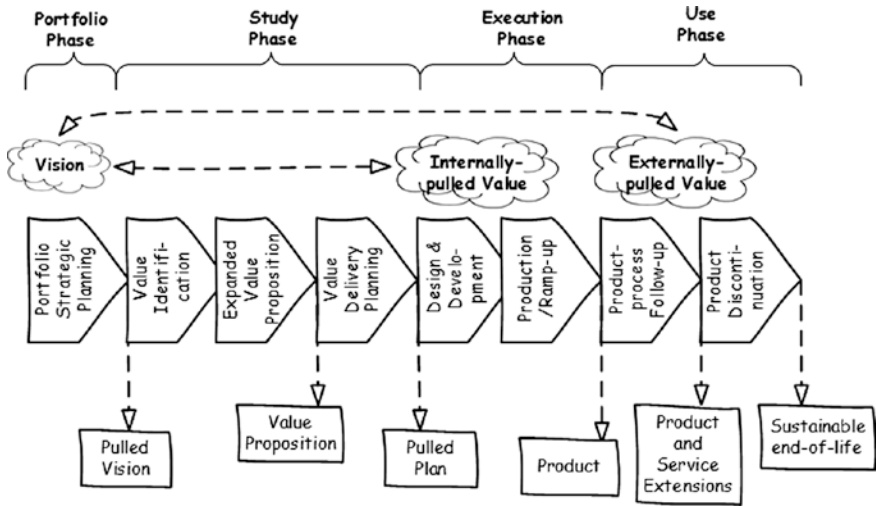 Portfolio
Phase
Study
Phase
Execution
Phase
Use
Phase
Vision
Internally-
pulled Value
Externally-
pulled Value
Portfolio
Strategic
Planning
Value
Identifi-
cation
Expanded
Value
Proposition
Value
Delivery
Planning
Design &
Develo-
pment
Production
/Ramp-up
Product-
process
Follow-up
Product
Disconti-
nuation
Pulled
Vision
Value
Proposition
Pulled
Plan
Product
Product
and
Service
Extensions
Sustainable
end-of-life